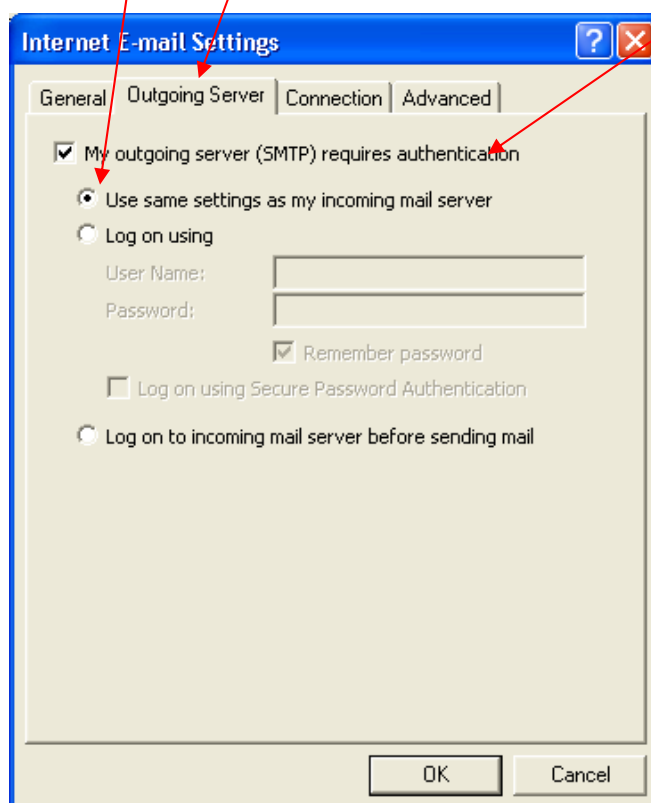 Internet E-mail Settings
General Outgoing Server Connection Advanced
My outgoing server (SMTP) requires authentication
Use same settings as my incoming mail server
Log on using
User Name:
Password:
Remember password
Log on using Secure Password Authentication
Log on to incoming mail server before sending mail
OK Cancel